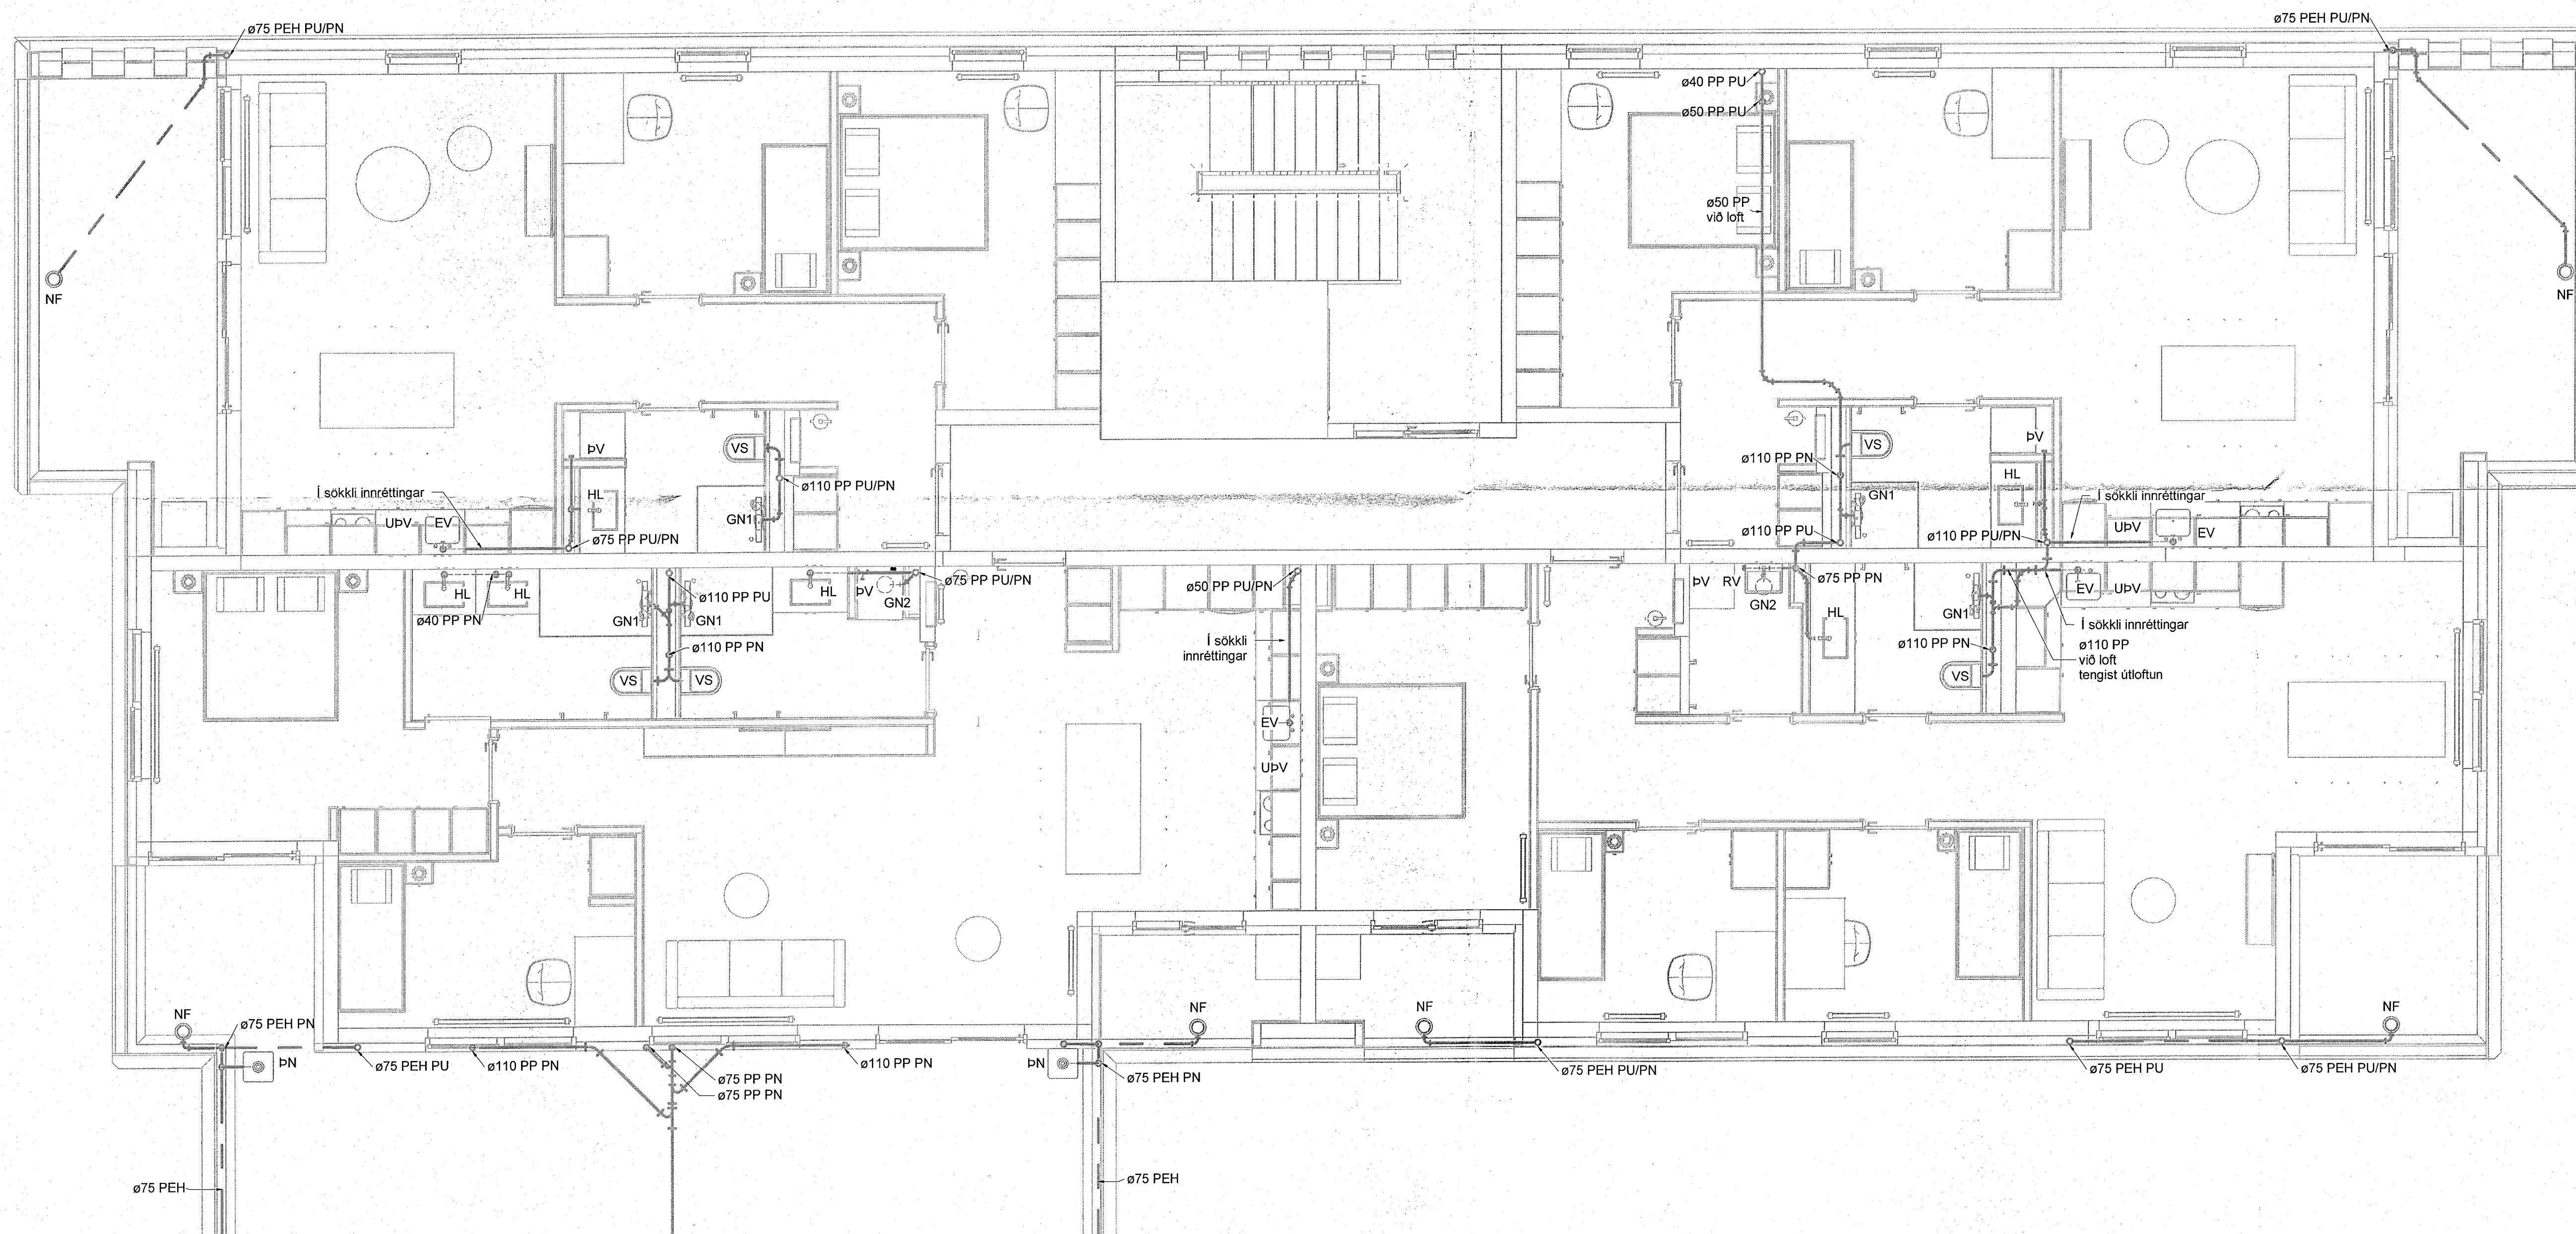 ø75 PEH PU/PN
ø75 PEH PU/PN
ø40 PP PU
ø50 PP PU
ø50 PP
við loft
NF
NF
ÞV
VS
VS
ÞV
Í sökkli innréttingar
HL
ø110 PP PU/PN
ø110 PP PN
HL
GN1
Í sökkli innréttingar
UÞV
EV
GN1
ø75 PP PU/PN
ø110 PP PU
ø110 PP PU/PN
UÞV
EV
HL
HL
ø40 PP PN
GN1
ø110 PP PU
GN1
HL
ÞV
GN2
ø75 PP PU/PN
ø50 PP PU/PN
ÞV
RV
GN2
ø75 PP PN
HL
GN1
EV
UÞV
Í sökkli
innréttingar
Í sökkli innréttingar
ø110 PP PN
ø110 PP PN
ø110 PP
við loft
tengist útloftun
VS
VS
VS
EV
UÞV
NF
ø75 PEH PN
NF
NF
NF
ÞN
ø75 PEH PU
ø110 PP PN
ø75 PP PN
ø75 PP PN
ø110 PP PN
ÞN
ø75 PEH PN
ø75 PEH PU/PN
ø75 PEH PU
ø75 PEH PU/PN
ø75 PEH
ø75 PEH